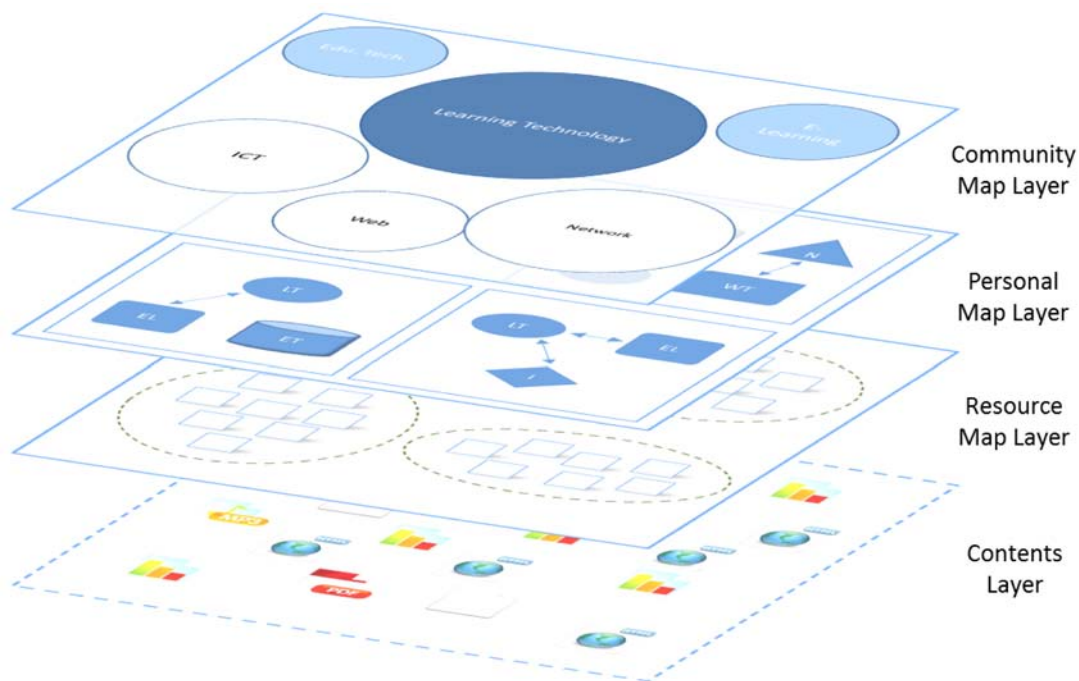 Edu. Tech.
Learning Technology
E-
Learning
ICT
Web
Network
Community
Map Layer
N
WT
LT
EL
ET
LT
EL
I
Personal
Map Layer
Resource
Map Layer
MP3
PDF
Contents
Layer